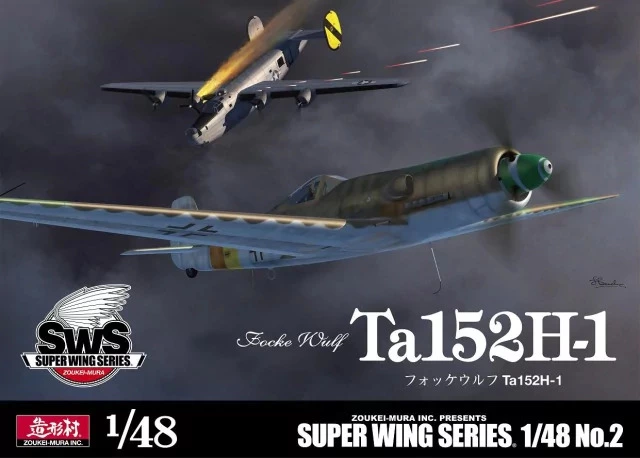 SWS
SUPER WING SERIES
ZOUKEI-MURA
Focke Wulf
Ta152H-1
フォッケウルフ Ta152H-1
造形村
ZOUKEI-MURA INC.
1/48
ZOUKEI-MURA INC. PRESENTS
SUPER WING SERIES® 1/48 No.2